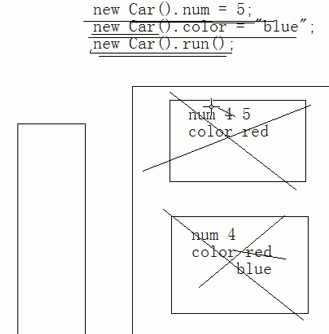 new Car().num = 5;
new Car().color = "blue";
new Car().run();
num 4 5
color red
num 4
color red
blue